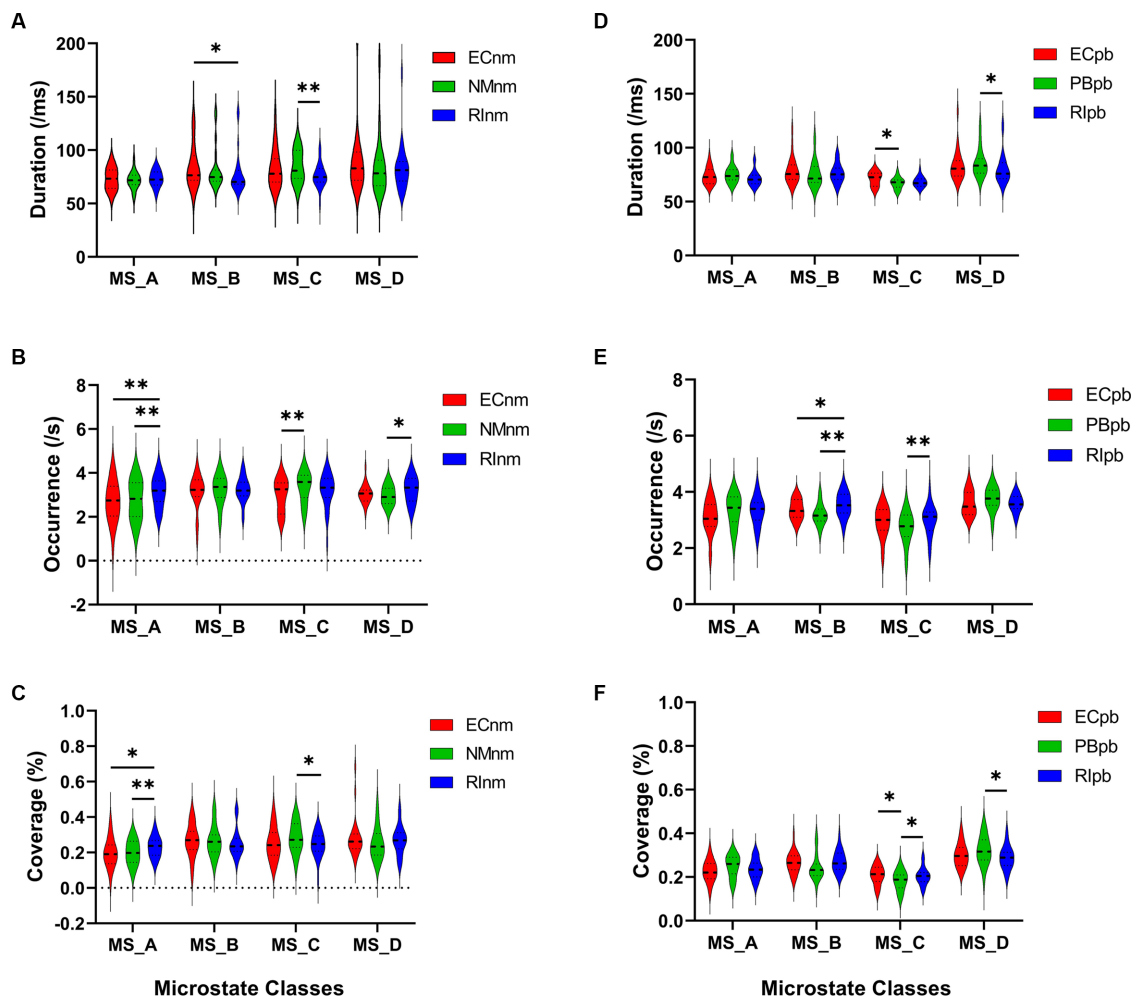 A
Duration (/ms)
200
150
100
50
0
*
**
MS_A MS_B MS_C MS_D
ECnm
NMnm
RInm
D
Duration (/ms)
200
150
100
50
0
*
*
MS_A MS_B MS_C MS_D
ECpb
PBpb
RIpb
B
Occurrence (/s)
8
6
4
2
0
-2
**
**
**
*
MS_A MS_B MS_C MS_D
ECnm
NMnm
RInm
E
Occurrence (/s)
8
6
4
2
0
*
**
**
MS_A MS_B MS_C MS_D
ECpb
PBpb
RIpb
C
Coverage (%)
1.0
0.8
0.6
0.4
0.2
0.0
-0.2
*
**
*
MS_A MS_B MS_C MS_D
Microstate Classes
ECnm
NMnm
RInm
F
Coverage (%)
1.0
0.8
0.6
0.4
0.2
0.0
*
*
*
MS_A MS_B MS_C MS_D
Microstate Classes
ECpb
PBpb
RIpb